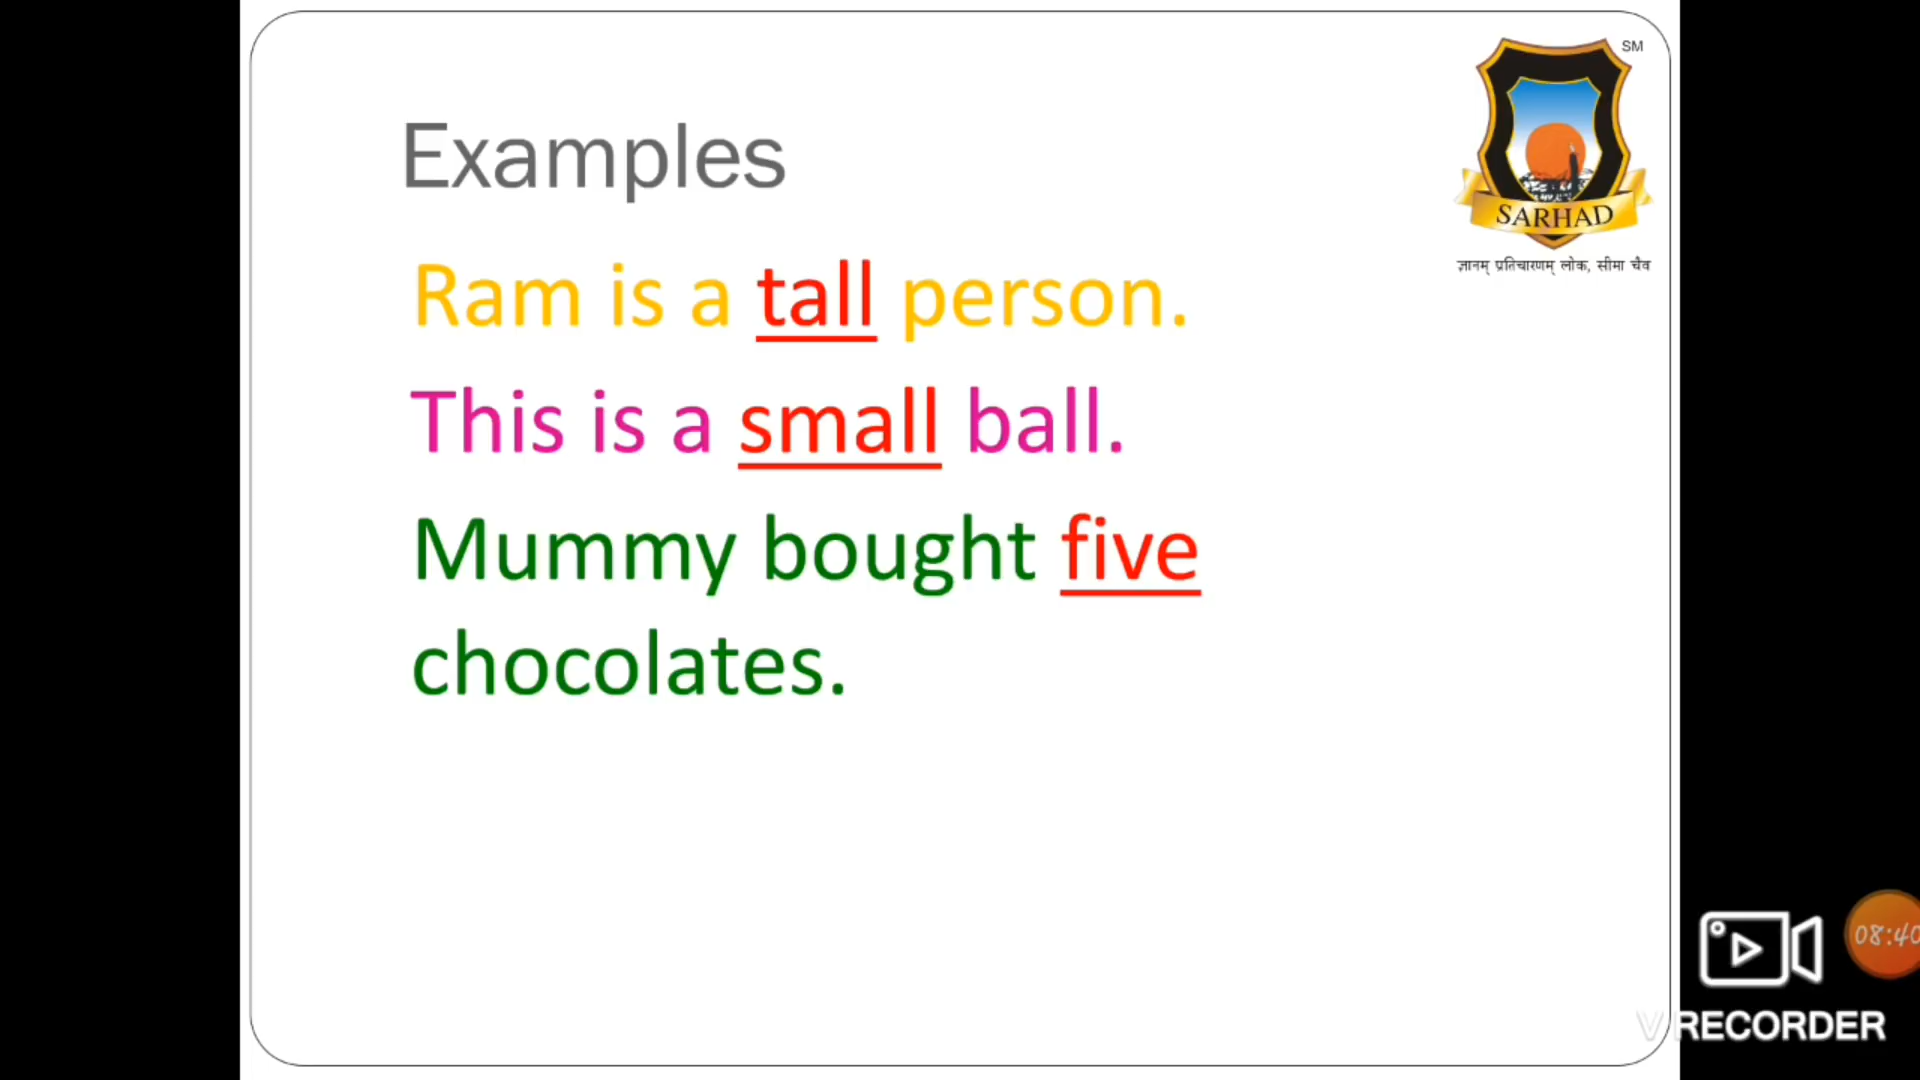 SM
Examples
SARHAD
ज्ञानम् प्रतिचारणम् लोक, सीमा चैव
Ram is a tall person.
This is a small ball.
Mummy bought five
chocolates.
08:40
V RECORDER